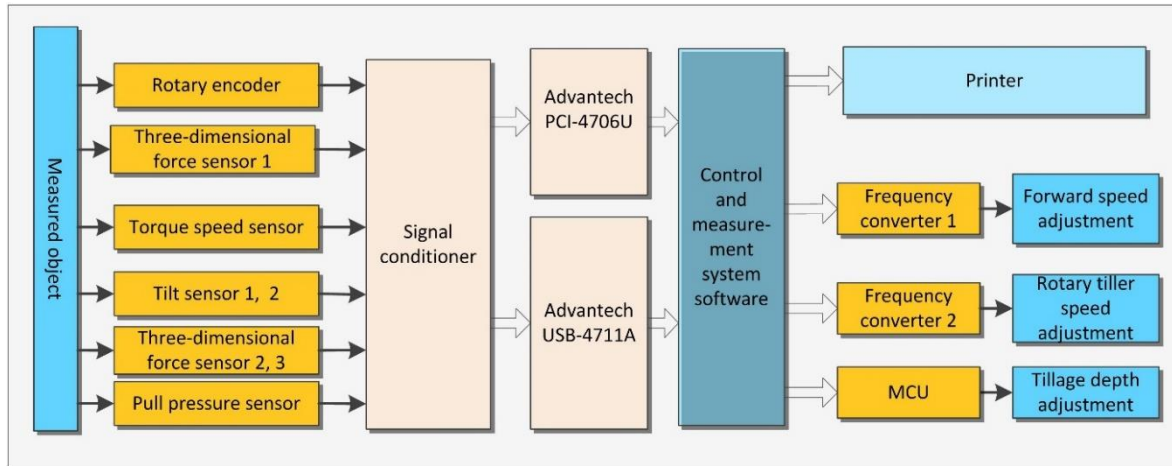 Measured object
Rotary encoder
Three-dimensional
force sensor 1
Torque speed sensor
Tilt sensor 1, 2
Three-dimensional
force sensor 2, 3
Pull pressure sensor
Signal
conditioner
Advantech
PCI-4706U
Advantech
USB-4711A
Control
and
measure-
ment
system
software
Printer
Frequency
converter 1
Forward speed
adjustment
Frequency
converter 2
Rotary tiller
speed
adjustment
MCU
Tillage depth
adjustment